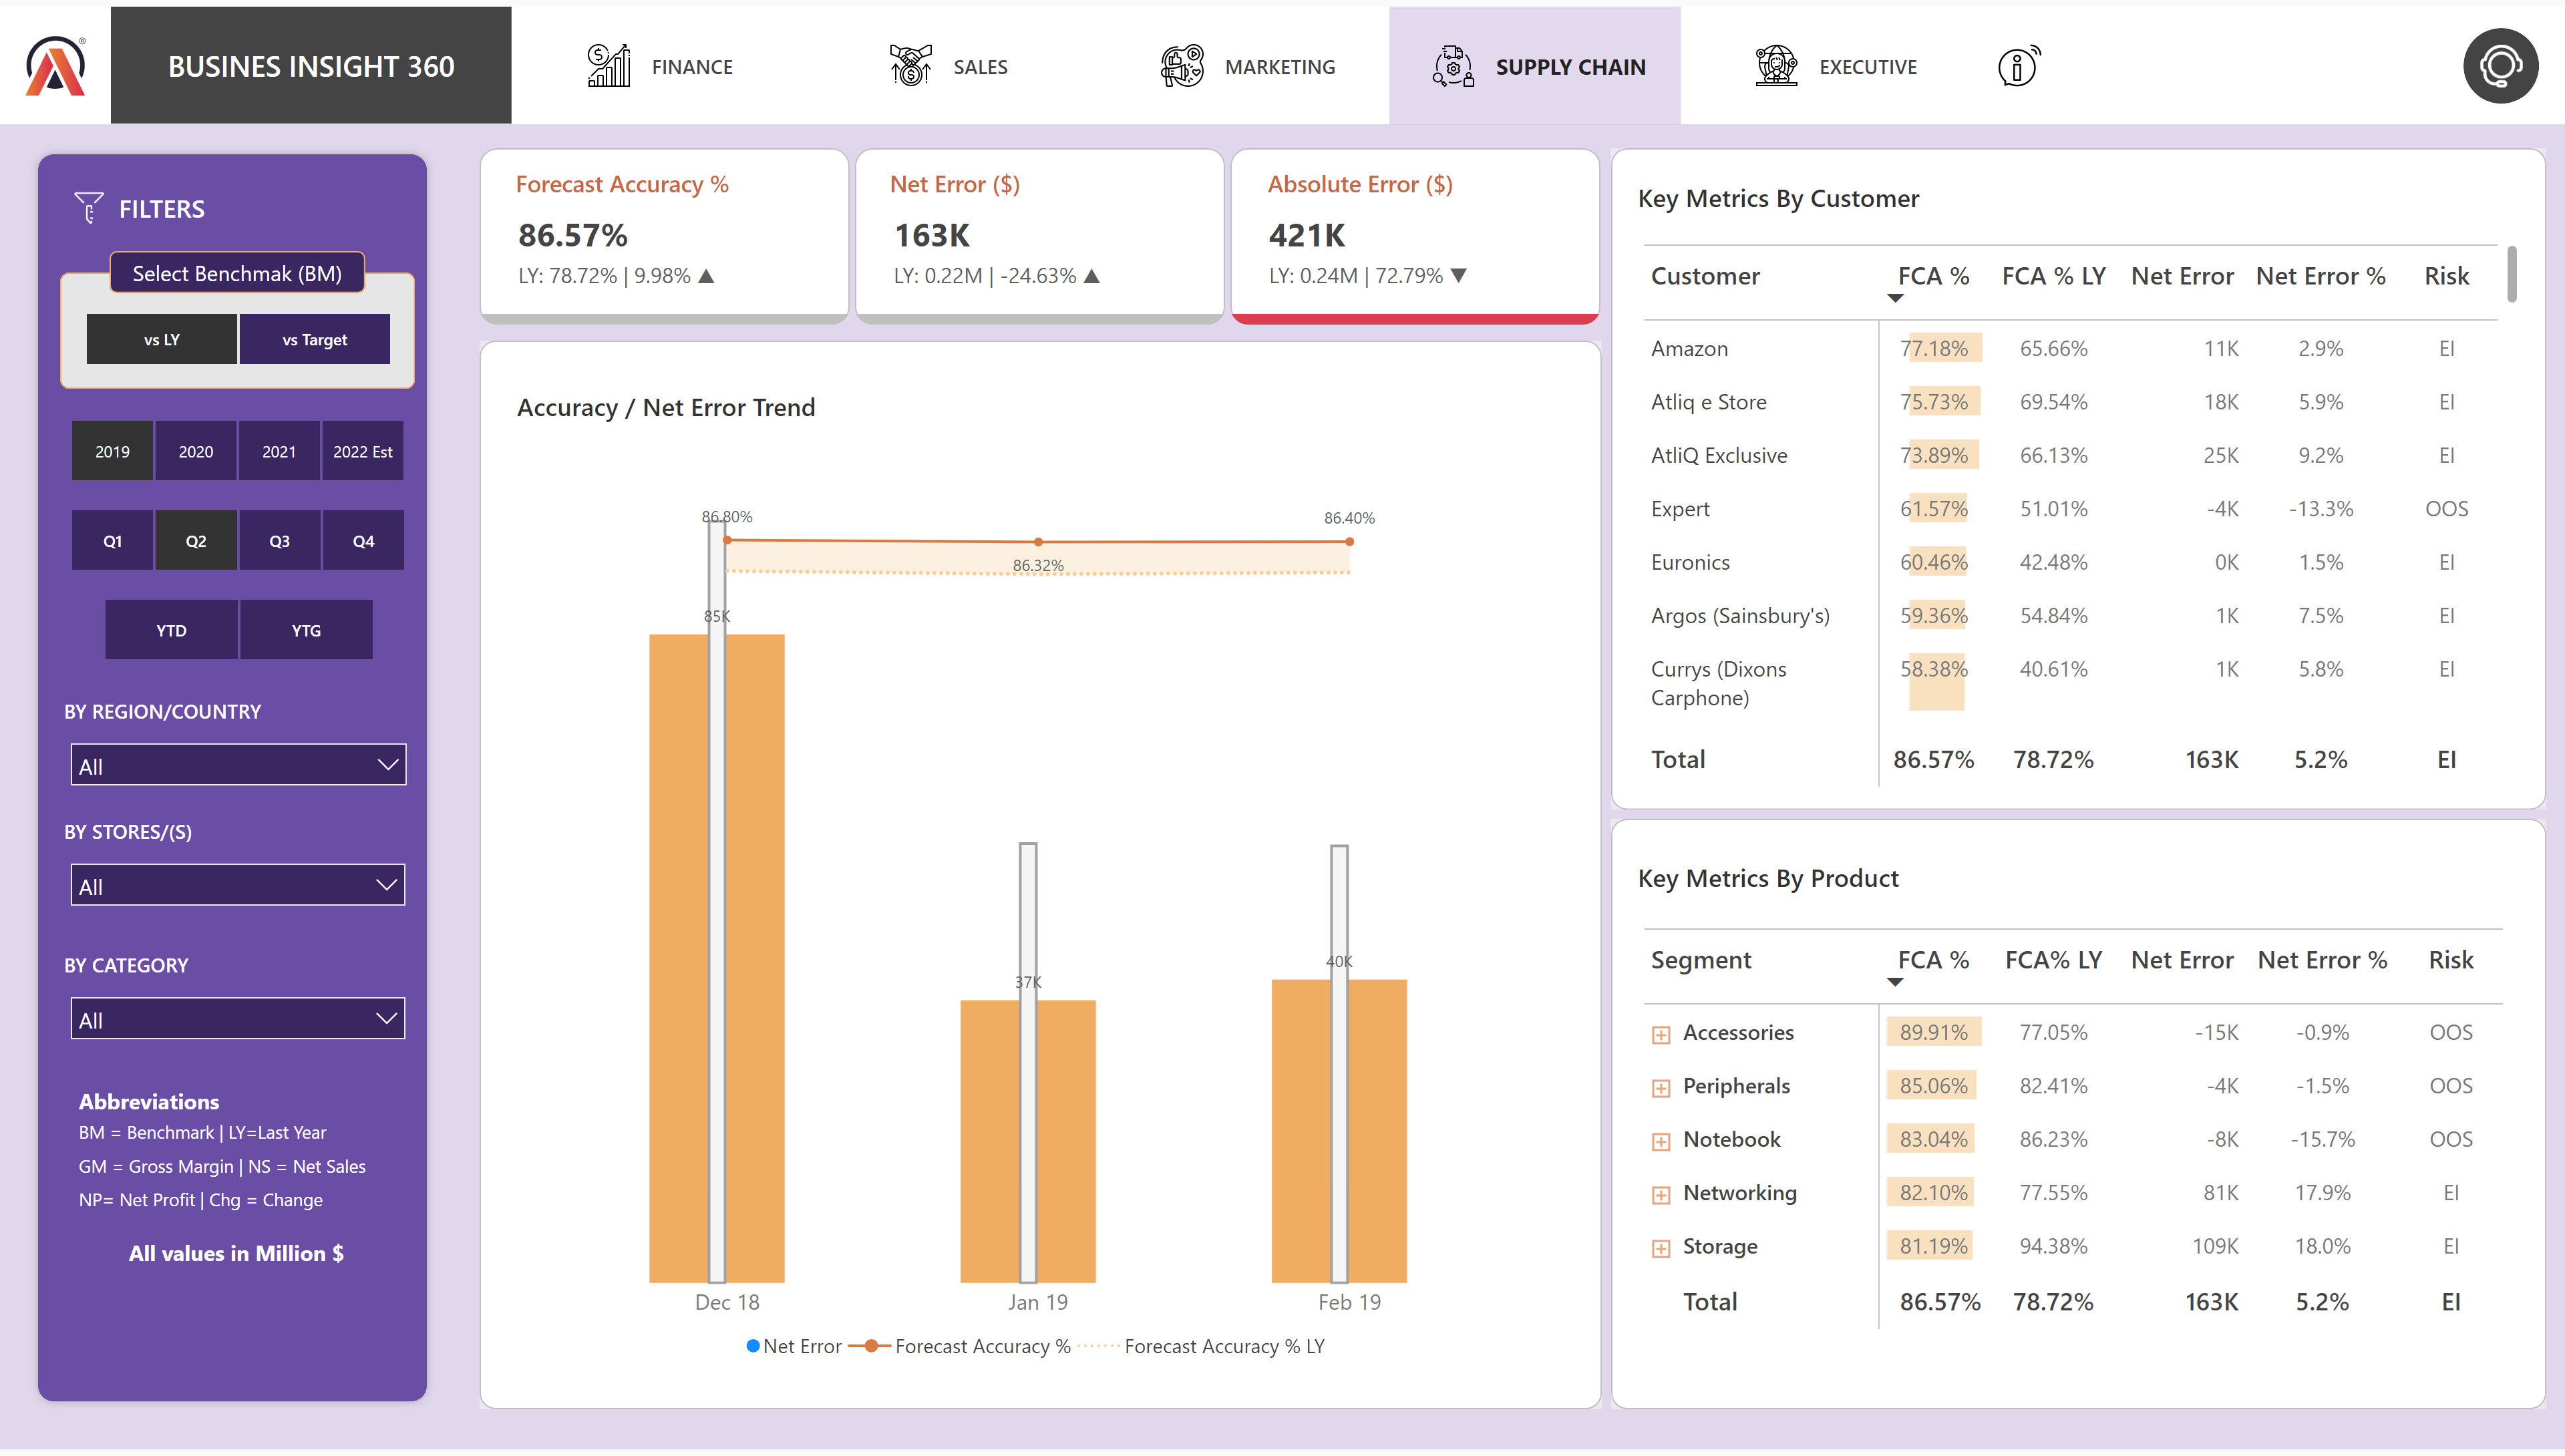 BUSINES INSIGHT 360
FINANCE
SALES
MARKETING
SUPPLY CHAIN
EXECUTIVE
FILTERS
Select Benchmak (BM)
vs LY vs Target
2019 2020 2021 2022 Est
Q1 Q2 Q3 Q4
YTD YTG
BY REGION/COUNTRY
All
BY STORES/(S)
All
BY CATEGORY
All
Abbreviations
BM = Benchmark | LY=Last Year
GM = Gross Margin | NS = Net Sales
NP= Net Profit | Chg = Change
All values in Million $
Forecast Accuracy %
86.57%
LY: 78.72% | 9.98% ▲
Net Error ($)
163K
LY: 0.22M | -24.63% ▲
Absolute Error ($)
421K
LY: 0.24M | 72.79% ▼
Accuracy / Net Error Trend
86.80%
86.32%
86.40%
85K
37K
40K
Dec 18 Jan 19 Feb 19
Net Error Forecast Accuracy % Forecast Accuracy % LY
Key Metrics By Customer
Customer FCA % FCA % LY Net Error Net Error % Risk
Amazon 77.18% 65.66% 11K 2.9% EI
Atliq e Store 75.73% 69.54% 18K 5.9% EI
AtliQ Exclusive 73.89% 66.13% 25K 9.2% EI
Expert 61.57% 51.01% -4K -13.3% OOS
Euronics 60.46% 42.48% 0K 1.5% EI
Argos (Sainsbury's) 59.36% 54.84% 1K 7.5% EI
Currys (Dixons 58.38% 40.61% 1K 5.8% EI
Carphone)
Total 86.57% 78.72% 163K 5.2% EI
Key Metrics By Product
Segment FCA % FCA% LY Net Error Net Error % Risk
Accessories 89.91% 77.05% -15K -0.9% OOS
Peripherals 85.06% 82.41% -4K -1.5% OOS
Notebook 83.04% 86.23% -8K -15.7% OOS
Networking 82.10% 77.55% 81K 17.9% EI
Storage 81.19% 94.38% 109K 18.0% EI
Total 86.57% 78.72% 163K 5.2% EI